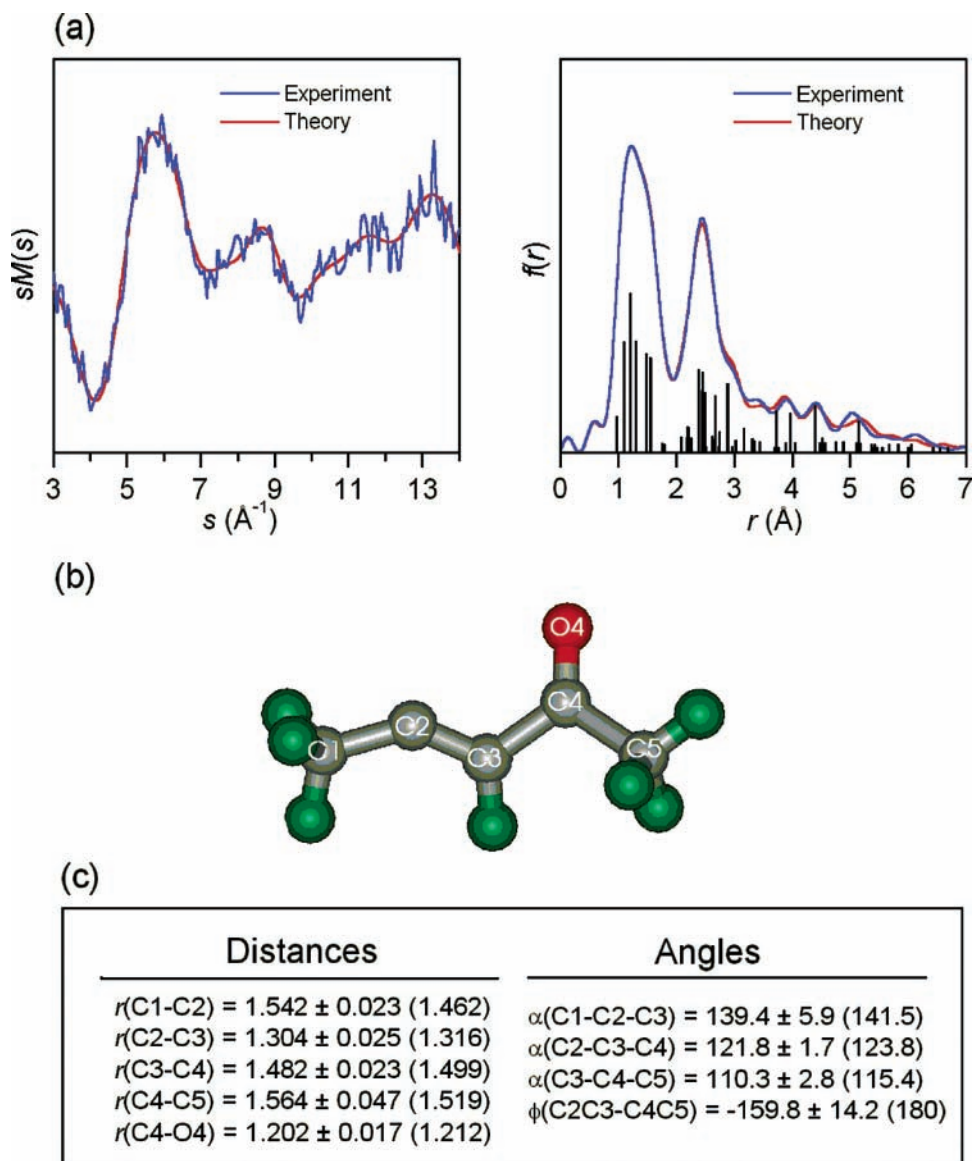 (a)
Experiment
Theory
sM(s)
3 5 7 9 11 13
s (Å⁻¹)
Experiment
Theory
f(r)
0 1 2 3 4 5 6 7
r (Å)
(b)
O4
C4
C2
C1
C3
C5
(c)
Distances
r(C1-C2) = 1.542 ± 0.023 (1.462)
r(C2-C3) = 1.304 ± 0.025 (1.316)
r(C3-C4) = 1.482 ± 0.023 (1.499)
r(C4-C5) = 1.564 ± 0.047 (1.519)
r(C4-O4) = 1.202 ± 0.017 (1.212)
Angles
α(C1-C2-C3) = 139.4 ± 5.9 (141.5)
α(C2-C3-C4) = 121.8 ± 1.7 (123.8)
α(C3-C4-C5) = 110.3 ± 2.8 (115.4)
ϕ(C2C3-C4C5) = -159.8 ± 14.2 (180)